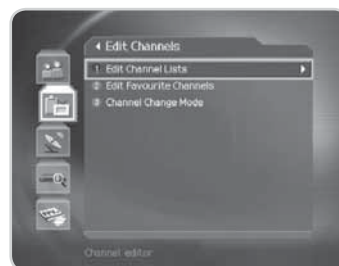 Edit Channels
1 Edit Channel Lists
2 Edit Favourite Channels
3 Channel Change Mode
Channel editor